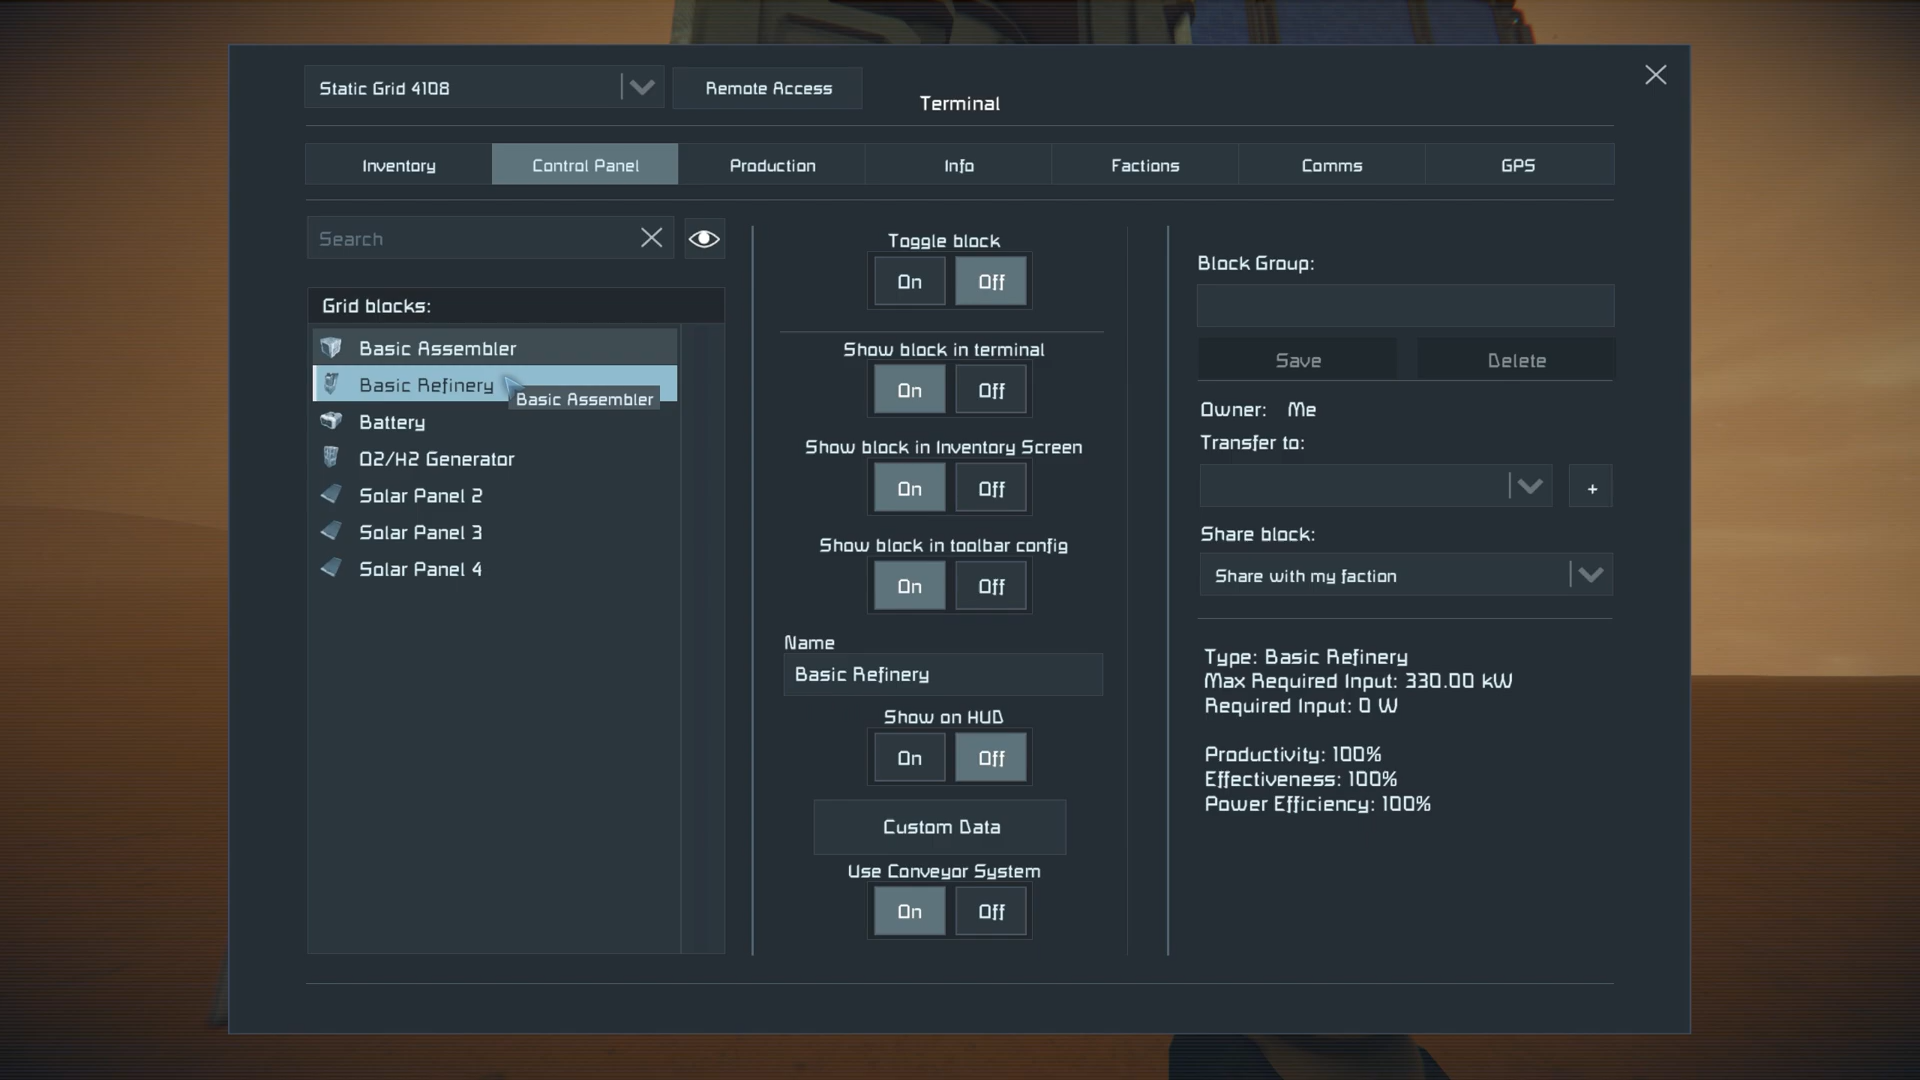 Static Grid 4108
Remote Access
Terminal
Inventory
Control Panel
Production
Info
Factions
Comms
GPS
Search
Grid blocks:
Basic Assembler
Basic Refinery
Basic Assembler
Battery
O2/H2 Generator
Solar Panel 2
Solar Panel 3
Solar Panel 4
Toggle block
On Off
Show block in terminal
On Off
Show block in Inventory Screen
On Off
Show block in toolbar config
On Off
Name
Basic Refinery
Show on HUD
On Off
Custom Data
Use Conveyor System
On Off
Block Group:
Save Delete
Owner: Me
Transfer to:
+
Share block:
Share with my faction
Type: Basic Refinery
Max Required Input: 330.00 kW
Required Input: 0 W
Productivity: 100%
Effectiveness: 100%
Power Efficiency: 100%